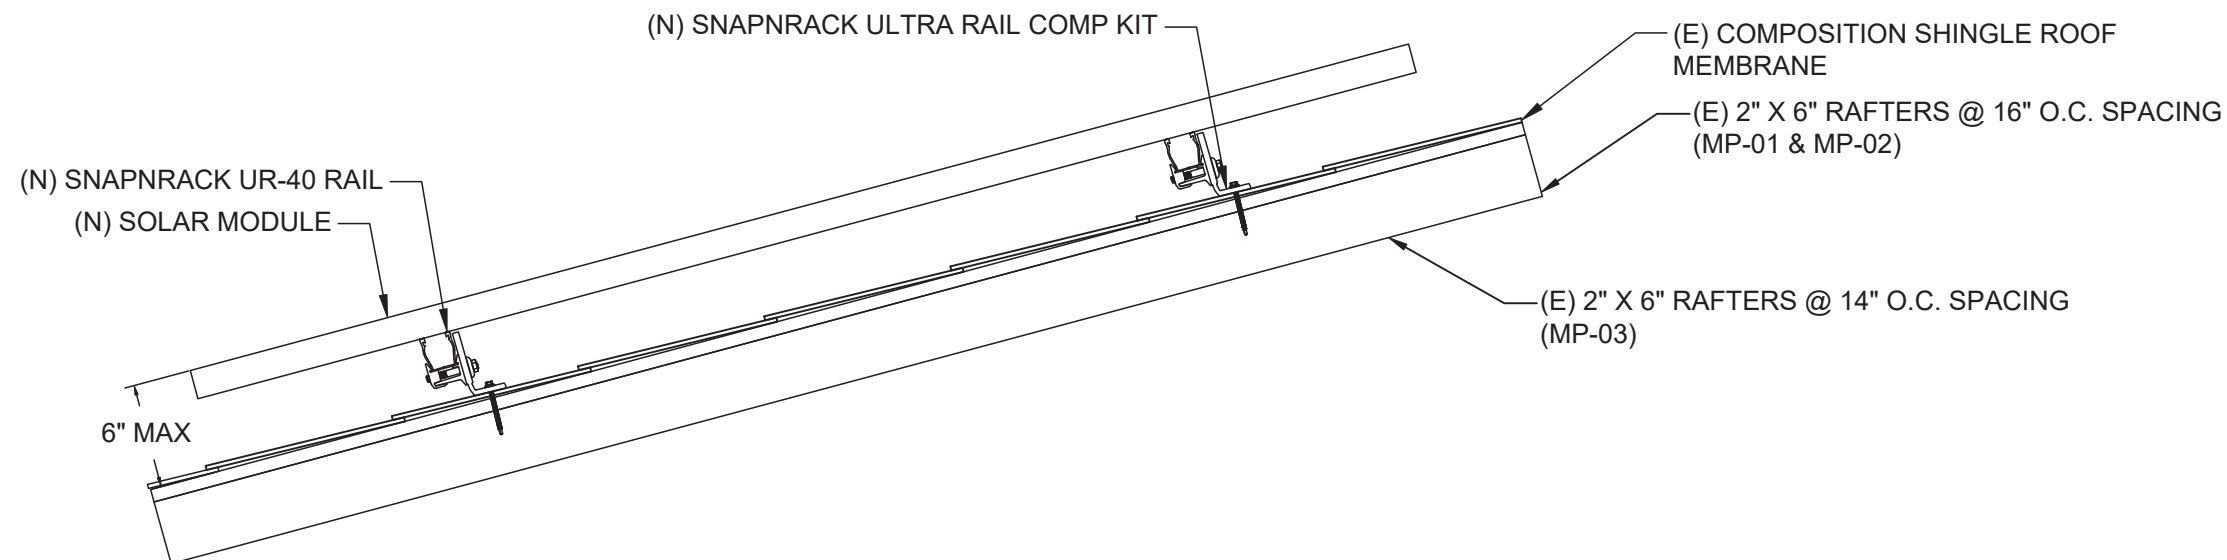 (N) SNAPNRACK ULTRA RAIL COMP KIT
(E) COMPOSITION SHINGLE ROOF
MEMBRANE
(E) 2" X 6" RAFTERS @ 16" O.C. SPACING
(MP-01 & MP-02)
(N) SNAPNRACK UR-40 RAIL
(N) SOLAR MODULE
(E) 2" X 6" RAFTERS @ 14" O.C. SPACING
(MP-03)
6" MAX